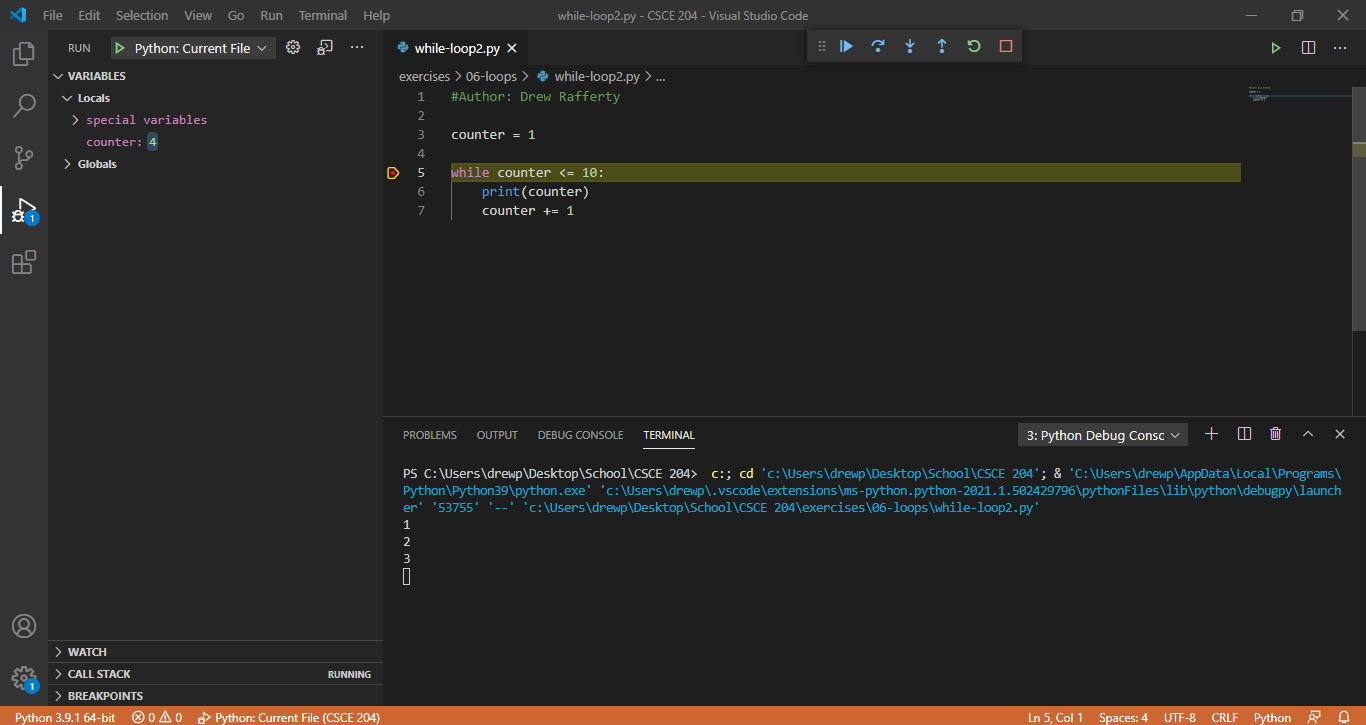 File Edit Selection View Go Run Terminal Help while-loop2.py - CSCE 204 - Visual Studio Code
RUN Python: Current File ...
while-loop2.py
VARIABLES
Locals
special variables
counter: 4
Globals
exercises > 06-loops > while-loop2.py > ...
1 #Author: Drew Rafferty
2
3 counter = 1
4
5 while counter <= 10:
6 print(counter)
7 counter += 1
1
PROBLEMS OUTPUT DEBUG CONSOLE TERMINAL 3: Python Debug Consc
PS C:\Users\drewp\Desktop\School\CSCE 204> c:; cd 'c:\Users\drewp\Desktop\School\CSCE 204'; & 'C:\Users\drewp\AppData\Local\Programs\
Python\Python39\python.exe' 'c:\Users\drewp\.vscode\extensions\ms-python.python-2021.1.502429796\pythonFiles\lib\python\debugpy\launch
er' '53755' '--' 'c:\Users\drewp\Desktop\School\CSCE 204\exercises\06-loops\while-loop2.py'
1
2
3
WATCH
CALL STACK RUNNING
BREAKPOINTS
1
Python 3.9.1 64-bit 0 0 Python: Current File (CSCE 204) Ln 5, Col 1 Spaces: 4 UTF-8 CRLF Python